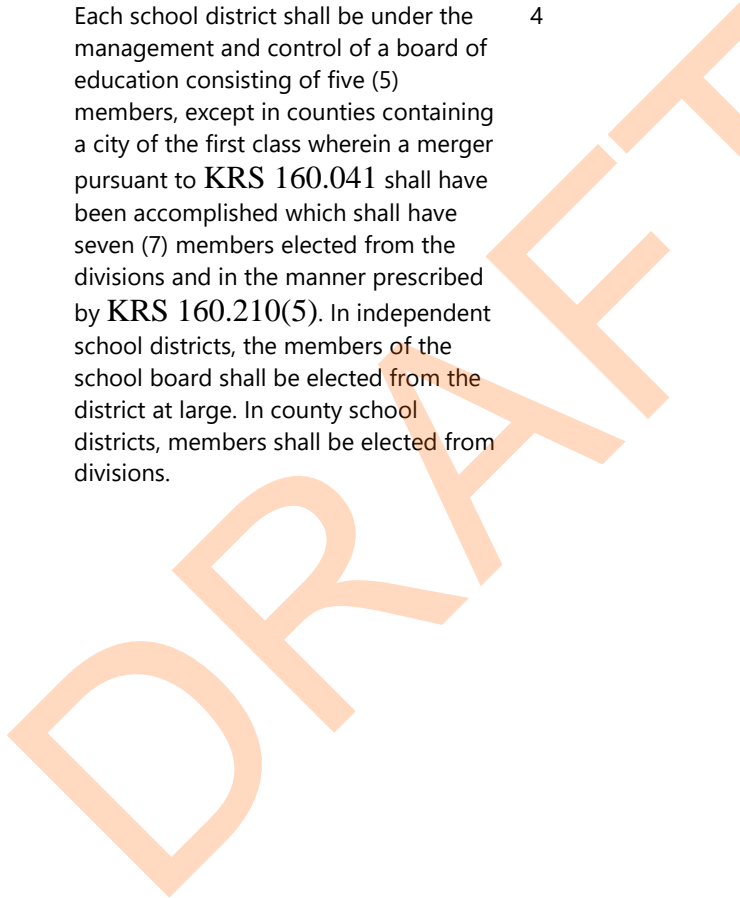 Each school district shall be under the 4
management and control of a board of
education consisting of five (5)
members, except in counties containing
a city of the first class wherein a merger
pursuant to KRS 160.041 shall have
been accomplished which shall have
seven (7) members elected from the
divisions and in the manner prescribed
by KRS 160.210(5). In independent
school districts, the members of the
school board shall be elected from the
district at large. In county school
districts, members shall be elected from
divisions.
DRAFT